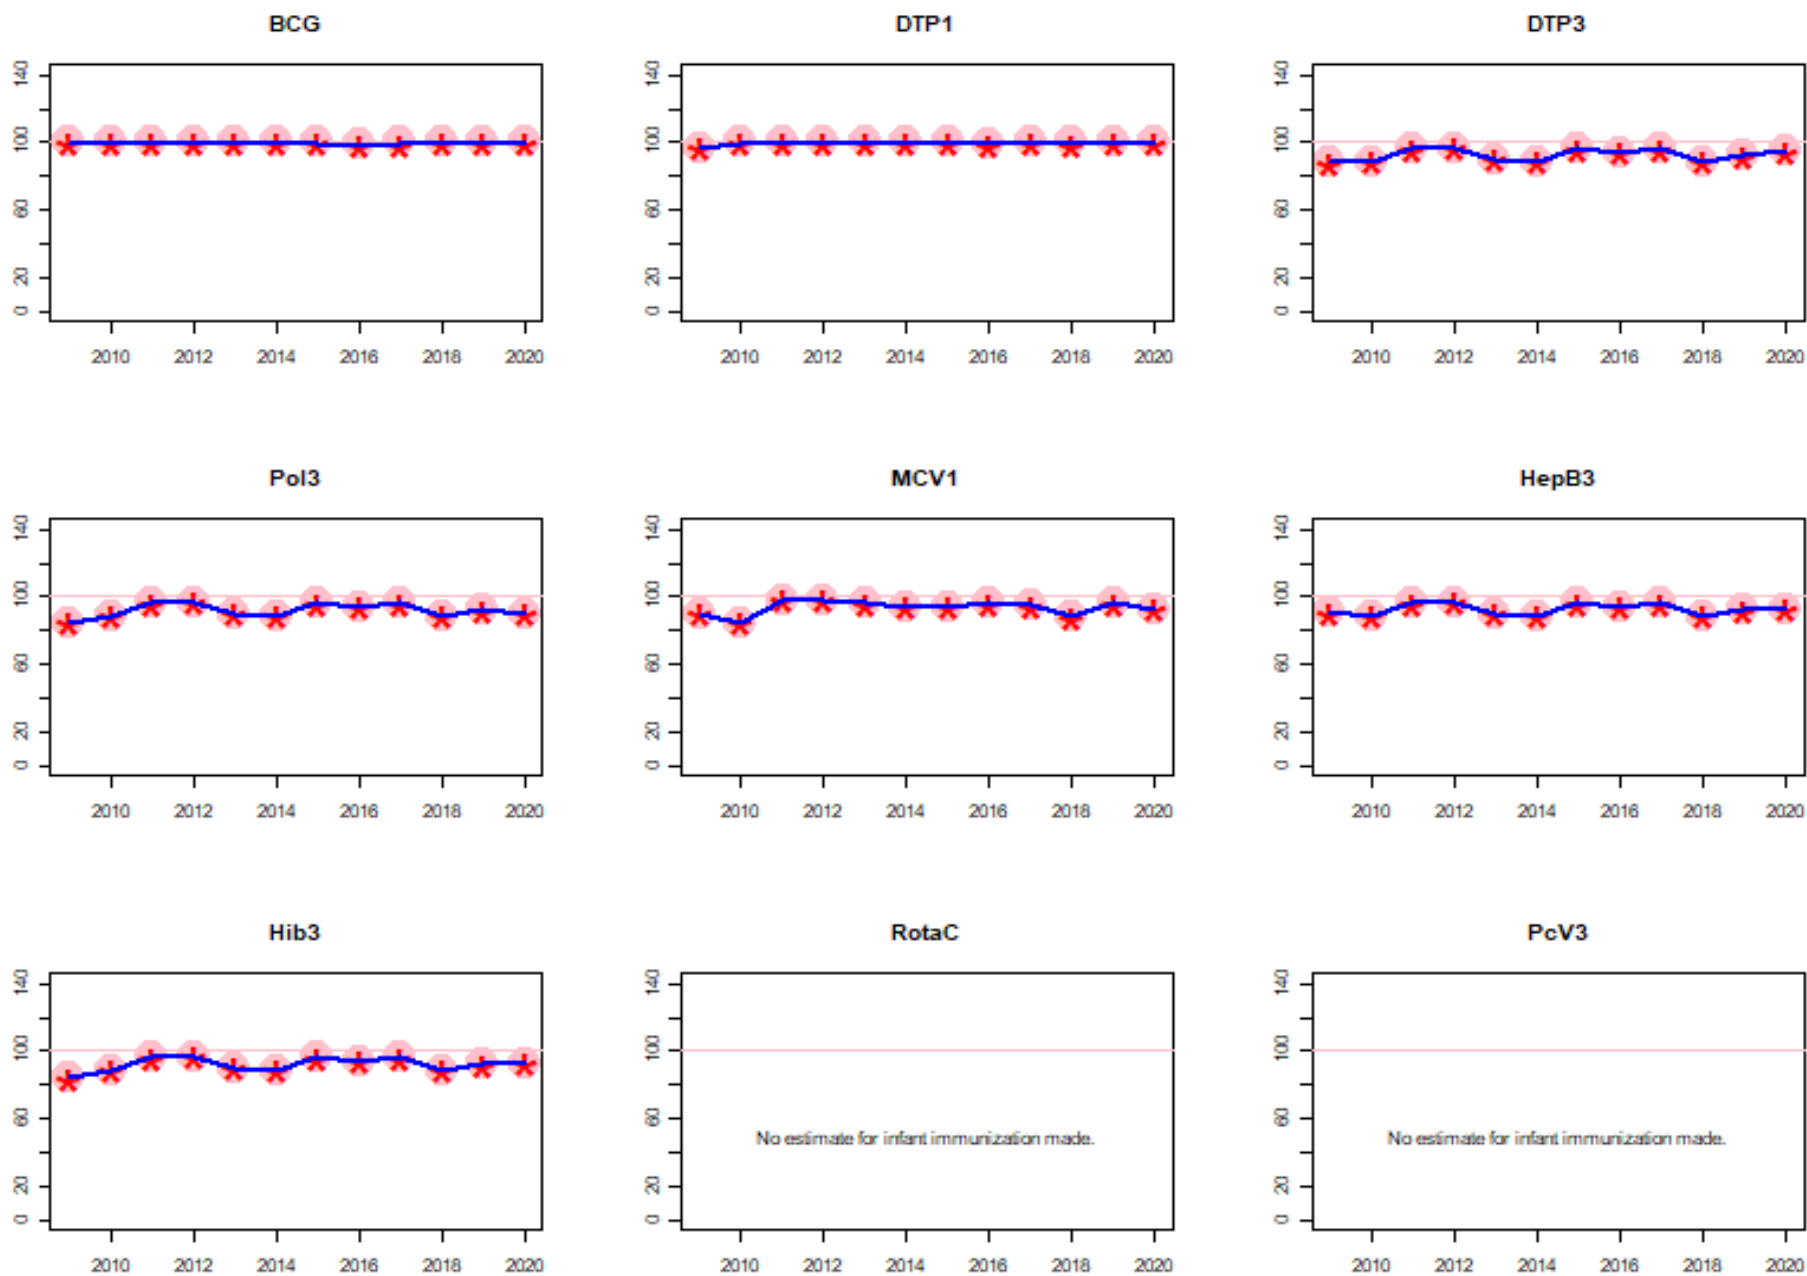 BCG DTP1 DTP3
140 140 140
100 100 100
60 60 60
20 20 20
0 0 0
2010 2012 2014 2016 2018 2020 2010 2012 2014 2016 2018 2020 2010 2012 2014 2016 2018 2020
Pol3 MCV1 HepB3
140 140 140
100 100 100
60 60 60
20 20 20
0 0 0
2010 2012 2014 2016 2018 2020 2010 2012 2014 2016 2018 2020 2010 2012 2014 2016 2018 2020
Hib3 RotaC PcV3
140 140 140
100 100 100
60 60 60
No estimate for infant immunization made. No estimate for infant immunization made.
20 20 20
0 0 0
2010 2012 2014 2016 2018 2020 2010 2012 2014 2016 2018 2020 2010 2012 2014 2016 2018 2020